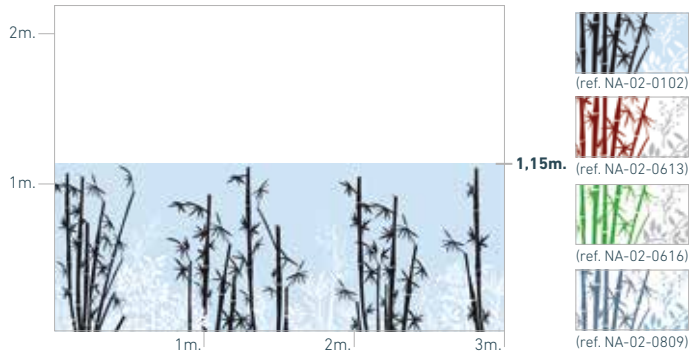 2m.
1m.
1,15m.
1m.
2m.
3m.
(ref. NA-02-0102)
(ref. NA-02-0613)
(ref. NA-02-0616)
(ref. NA-02-0809)